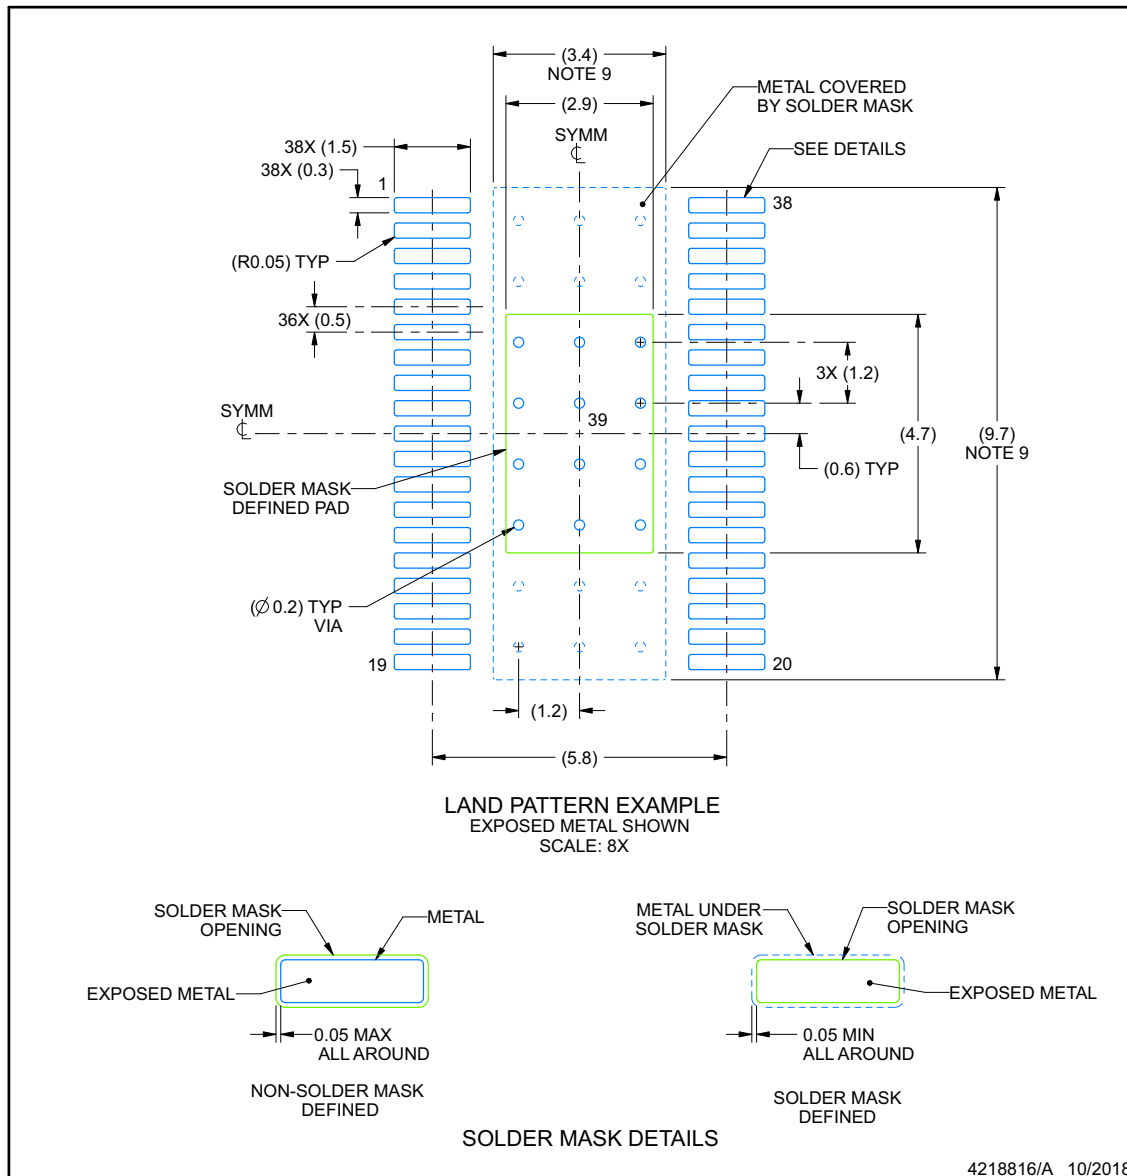 (3.4)
NOTE 9
METAL COVERED
BY SOLDER MASK
(2.9)
SYMM
38X (1.5)
SEE DETAILS
38X (0.3)
1
38
(R0.05) TYP
36X (0.5)
3X (1.2)
SYMM
39
(4.7)
(9.7)
NOTE 9
(0.6) TYP
SOLDER MASK
DEFINED PAD
(Ø 0.2) TYP
VIA
19
20
(1.2)
(5.8)
LAND PATTERN EXAMPLE
EXPOSED METAL SHOWN
SCALE: 8X
SOLDER MASK
OPENING
METAL
EXPOSED METAL
0.05 MAX
ALL AROUND
NON-SOLDER MASK
DEFINED
METAL UNDER
SOLDER MASK
SOLDER MASK
OPENING
EXPOSED METAL
0.05 MIN
ALL AROUND
SOLDER MASK
DEFINED
SOLDER MASK DETAILS
4218816/A 10/2018